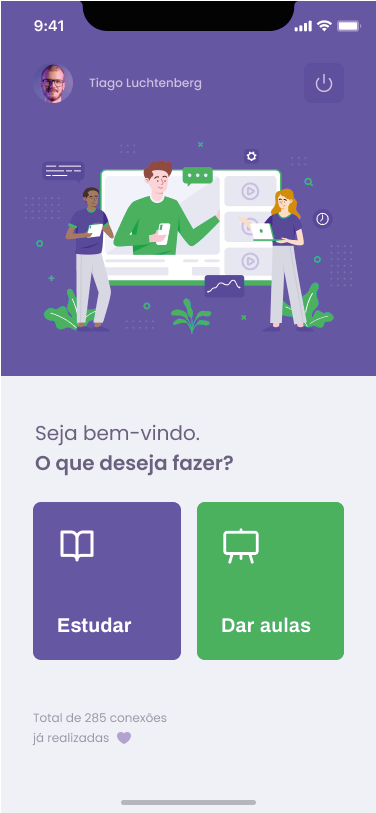 9:41
Tiago Luchtenberg
Seja bem-vindo.
O que deseja fazer?
Estudar
Dar aulas
Total de 285 conexões
já realizadas